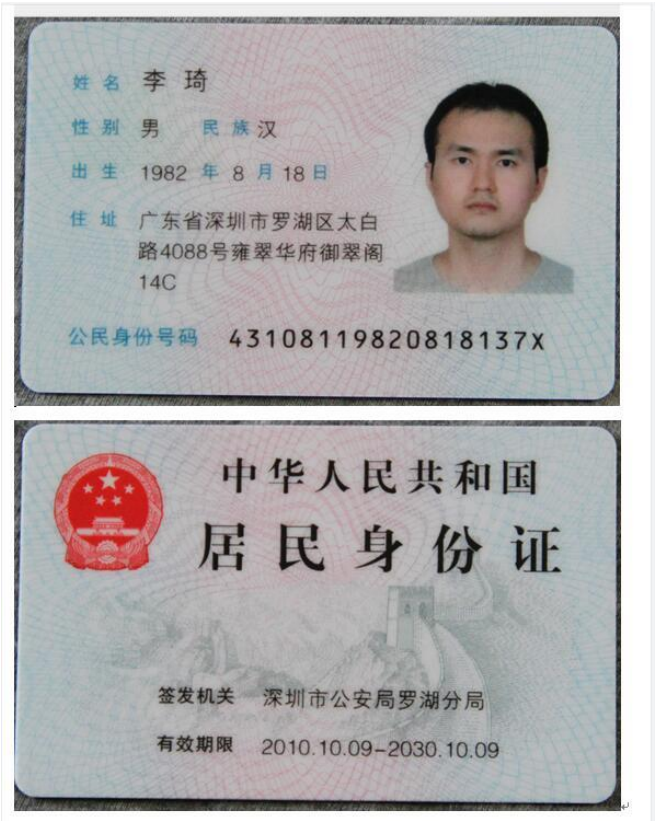 姓名 李琦
性别 男 民族 汉
出生 1982 年 8 月 18 日
住址 广东省深圳市罗湖区太白
路4088号雍翠华府御翠阁
14C
公民身份号码 43108119820818137X
中华人民共和国
居民身份证
签发机关 深圳市公安局罗湖分局
有效期限 2010.10.09-2030.10.09